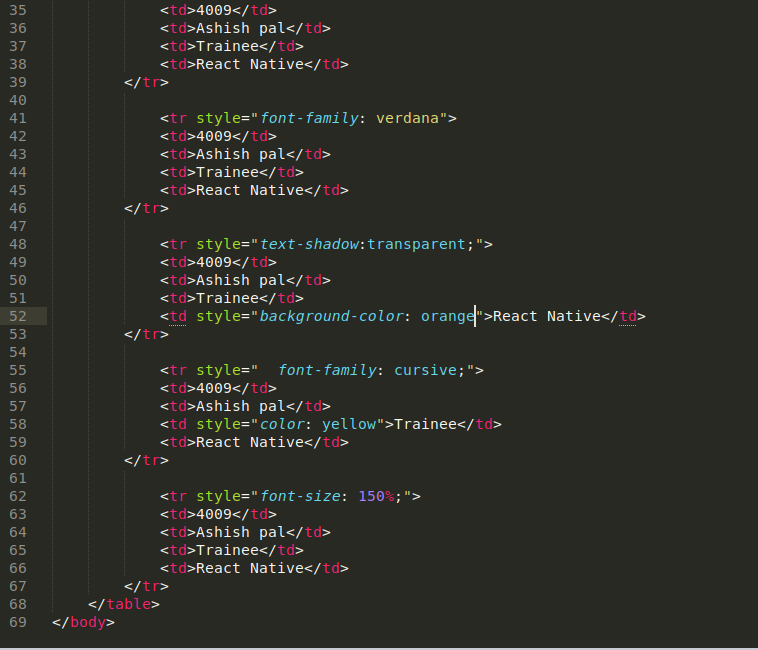 35 <td>4009</td>
36 <td>Ashish pal</td>
37 <td>Trainee</td>
38 <td>React Native</td>
39 </tr>
40
41 <tr style="font-family: verdana">
42 <td>4009</td>
43 <td>Ashish pal</td>
44 <td>Trainee</td>
45 <td>React Native</td>
46 </tr>
47
48 <tr style="text-shadow:transparent;">
49 <td>4009</td>
50 <td>Ashish pal</td>
51 <td>Trainee</td>
52 <td style="background-color: orange">React Native</td>
53 </tr>
54
55 <tr style="  font-family: cursive;">
56 <td>4009</td>
57 <td>Ashish pal</td>
58 <td style="color: yellow">Trainee</td>
59 <td>React Native</td>
60 </tr>
61
62 <tr style="font-size: 150%;">
63 <td>4009</td>
64 <td>Ashish pal</td>
65 <td>Trainee</td>
66 <td>React Native</td>
67 </tr>
68 </table>
69 </body>